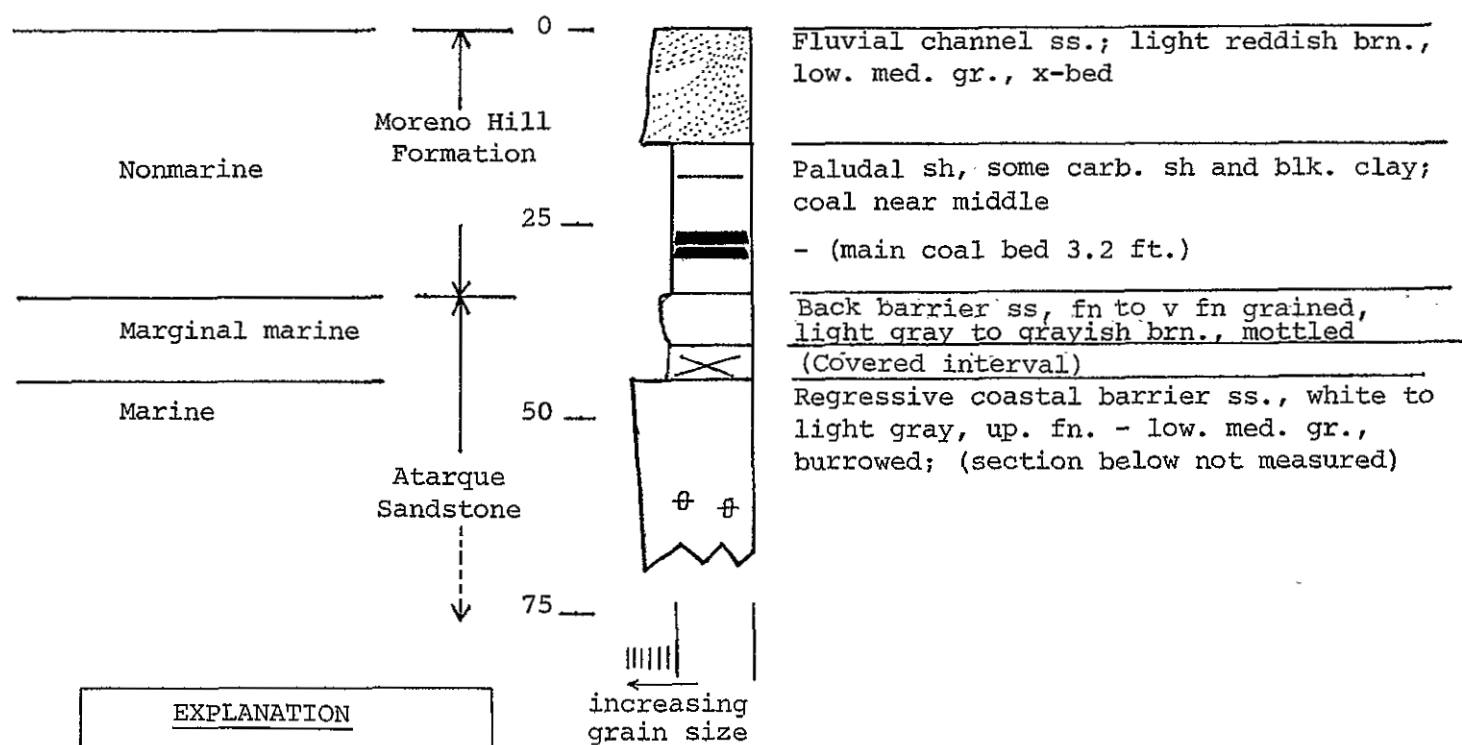 0
Fluvial channel ss.; light reddish brn.,
low. med. gr., x-bed
Moreno Hill
Formation
Nonmarine
Paludal sh, some carb. sh and blk. clay;
coal near middle
25
- (main coal bed 3.2 ft.)
Marginal marine
Back barrier ss, fn to v fn grained,
light gray to grayish brn., mottled
(Covered interval)
Marine
50
Regressive coastal barrier ss., white to
light gray, up. fn. - low. med. gr.,
burrowed; (section below not measured)
Atarque
Sandstone
75
increasing
grain size
EXPLANATION